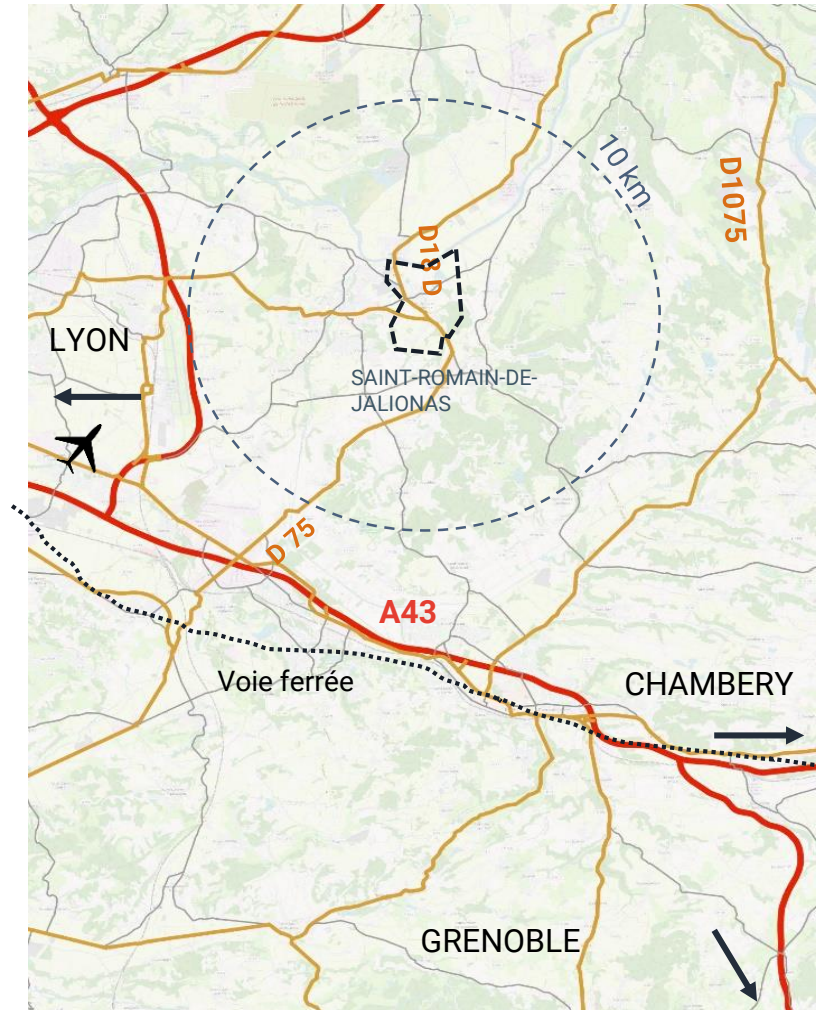 10 km
D1075
D18 D
LYON
SAINT-ROMAIN-DE-
JALIONAS
D 75
A43
Voie ferrée
CHAMBERY
GRENOBLE